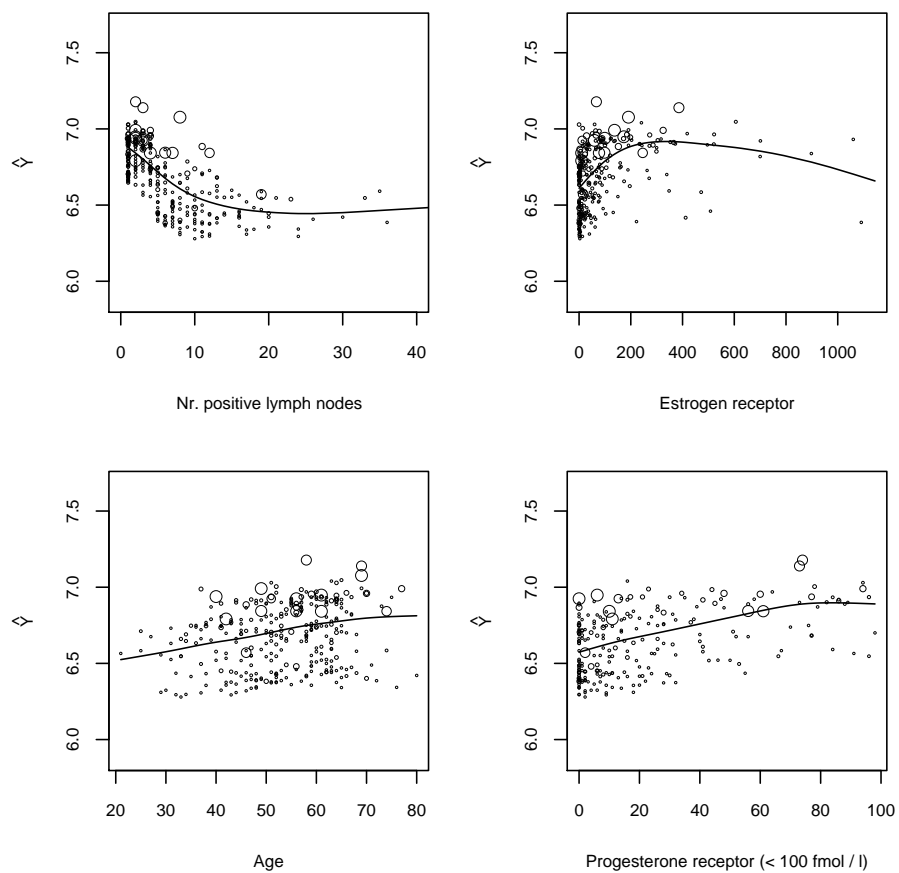 7.5
7.0
6.5
6.0
Ŷ
0 10 20 30 40
Nr. positive lymph nodes
7.5
7.0
6.5
6.0
Ŷ
0 200 400 600 800 1000
Estrogen receptor
7.5
7.0
6.5
6.0
Ŷ
20 30 40 50 60 70 80
Age
7.5
7.0
6.5
6.0
Ŷ
0 20 40 60 80 100
Progesterone receptor (< 100 fmol / l)